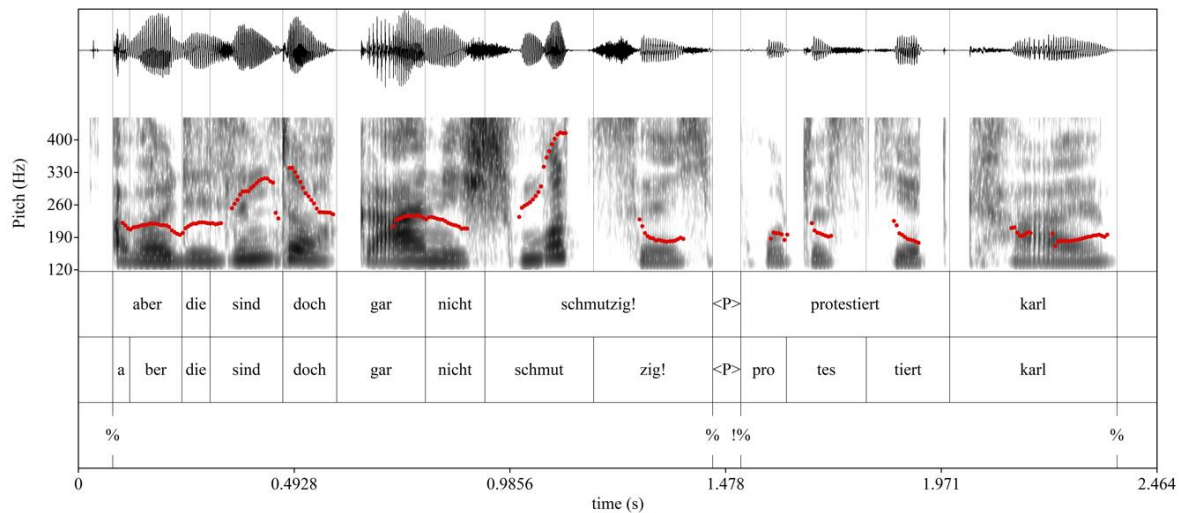 Pitch (Hz)
400
330
260
190
120
aber die sind doch gar nicht schmutzig! <P> protestiert karl
a ber die sind doch gar nicht schmut zig! <P> pro tes tiert karl
% % !% %
0 0.4928 0.9856 1.478 1.971 2.464
time (s)